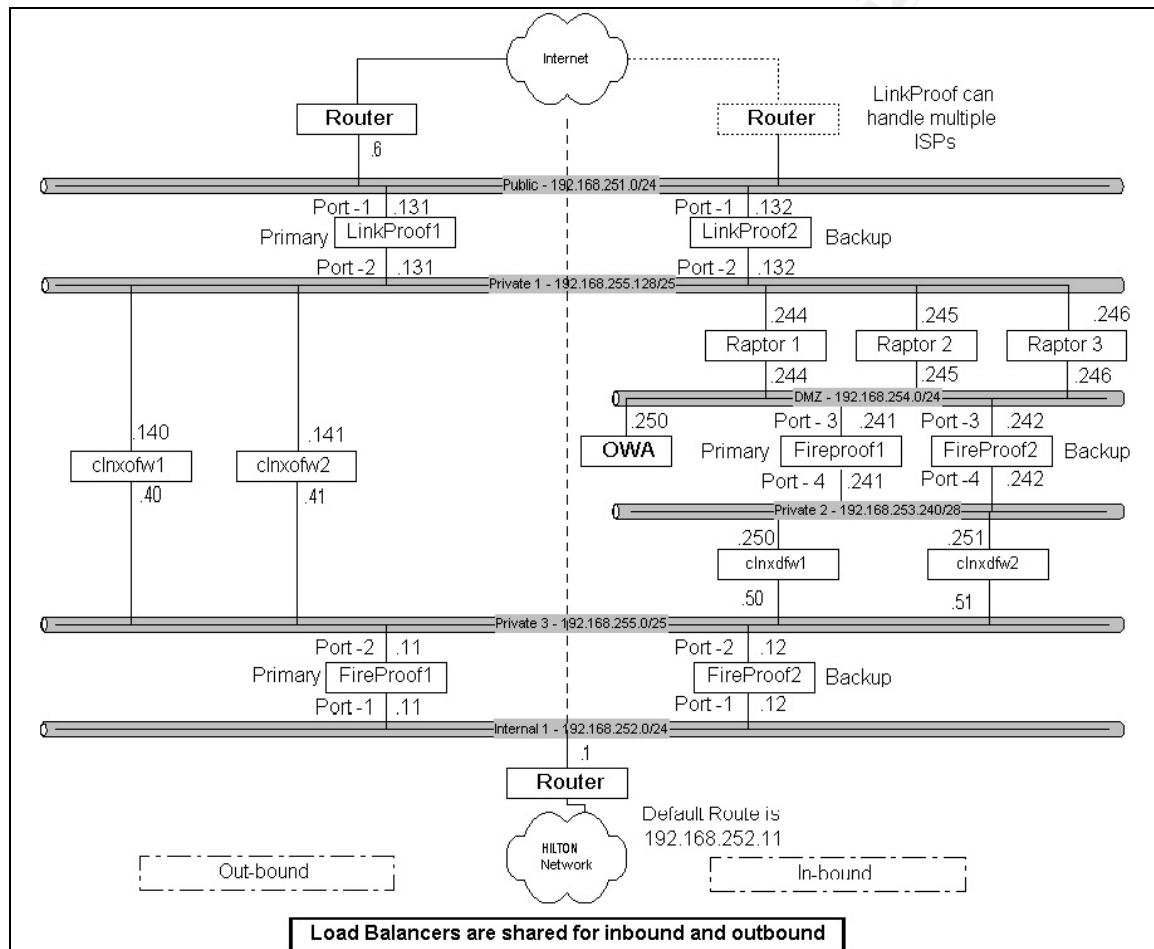 Internet
Router
Router
LinkProof can
handle multiple
ISPs
.6
Public - 192.168.251.0/24
Port -1 .131
Port -1 .132
Primary LinkProof1
LinkProof2 Backup
Port -2 .131
Port -2 .132
Private 1 - 192.168.255.128/25
.244 .245 .246
Raptor 1 Raptor 2 Raptor 3
.244 .245 .246
DMZ - 192.168.254.0/24
.140 .141
.250 Port - 3 .241 Port -3 .242
clnxofw1 clnxofw2
OWA Primary Fireproof1 FireProof2 Backup
.40 .41
Port - 4 .241 Port -4 .242
Private 2 - 192.168.253.240/28
.250 .251
clnxdfw1 clnxdfw2
.50 .51
Private 3 - 192.168.255.0/25
Port -2 .11 Port -2 .12
Primary FireProof1 FireProof2 Backup
Port -1 .11 Port -1 .12
Internal 1 - 192.168.252.0/24
.1
Router
Default Route is
192.168.252.11
HILTON
Network
Out-bound
In-bound
Load Balancers are shared for inbound and outbound